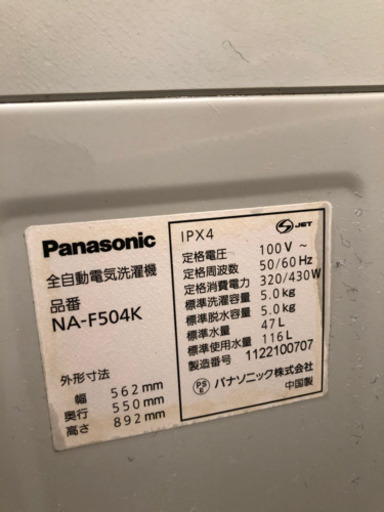 Panasonic
全自動電気洗濯機
品番
NA-F504K
外形寸法
幅 562mm
奥行 550mm
高さ 892mm
IPX4
JET
定格電圧 100V~
定格周波数 50/60Hz
定格消費電力 320/430W
標準洗濯容量 5.0kg
標準脱水容量 5.0kg
標準水量 47L
標準使用水量 116L
製造番号 1122100707
PS
E
パナソニック株式会社
中国製